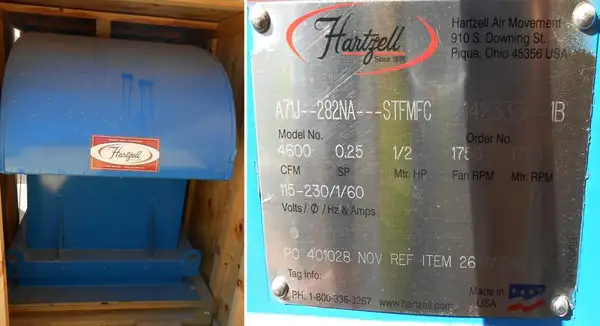 Hartzell
Hartzell
Since 1875
Hartzell Air Movement
910 S. Downing St.
Piqua, Ohio 45356 USA
A71J--282NA---STFMFC
1B
Model No. Order No.
4600 0.25 1/2
CFM SP Mtr. HP Fan RPM Mtr. RPM
115-230/1/60
Volts / Ø / Hz & Amps
PO 401028 NOV REF ITEM 26
Tag Info:
PH. 1-800-336-3267 www.hartzell.com
Made in
USA